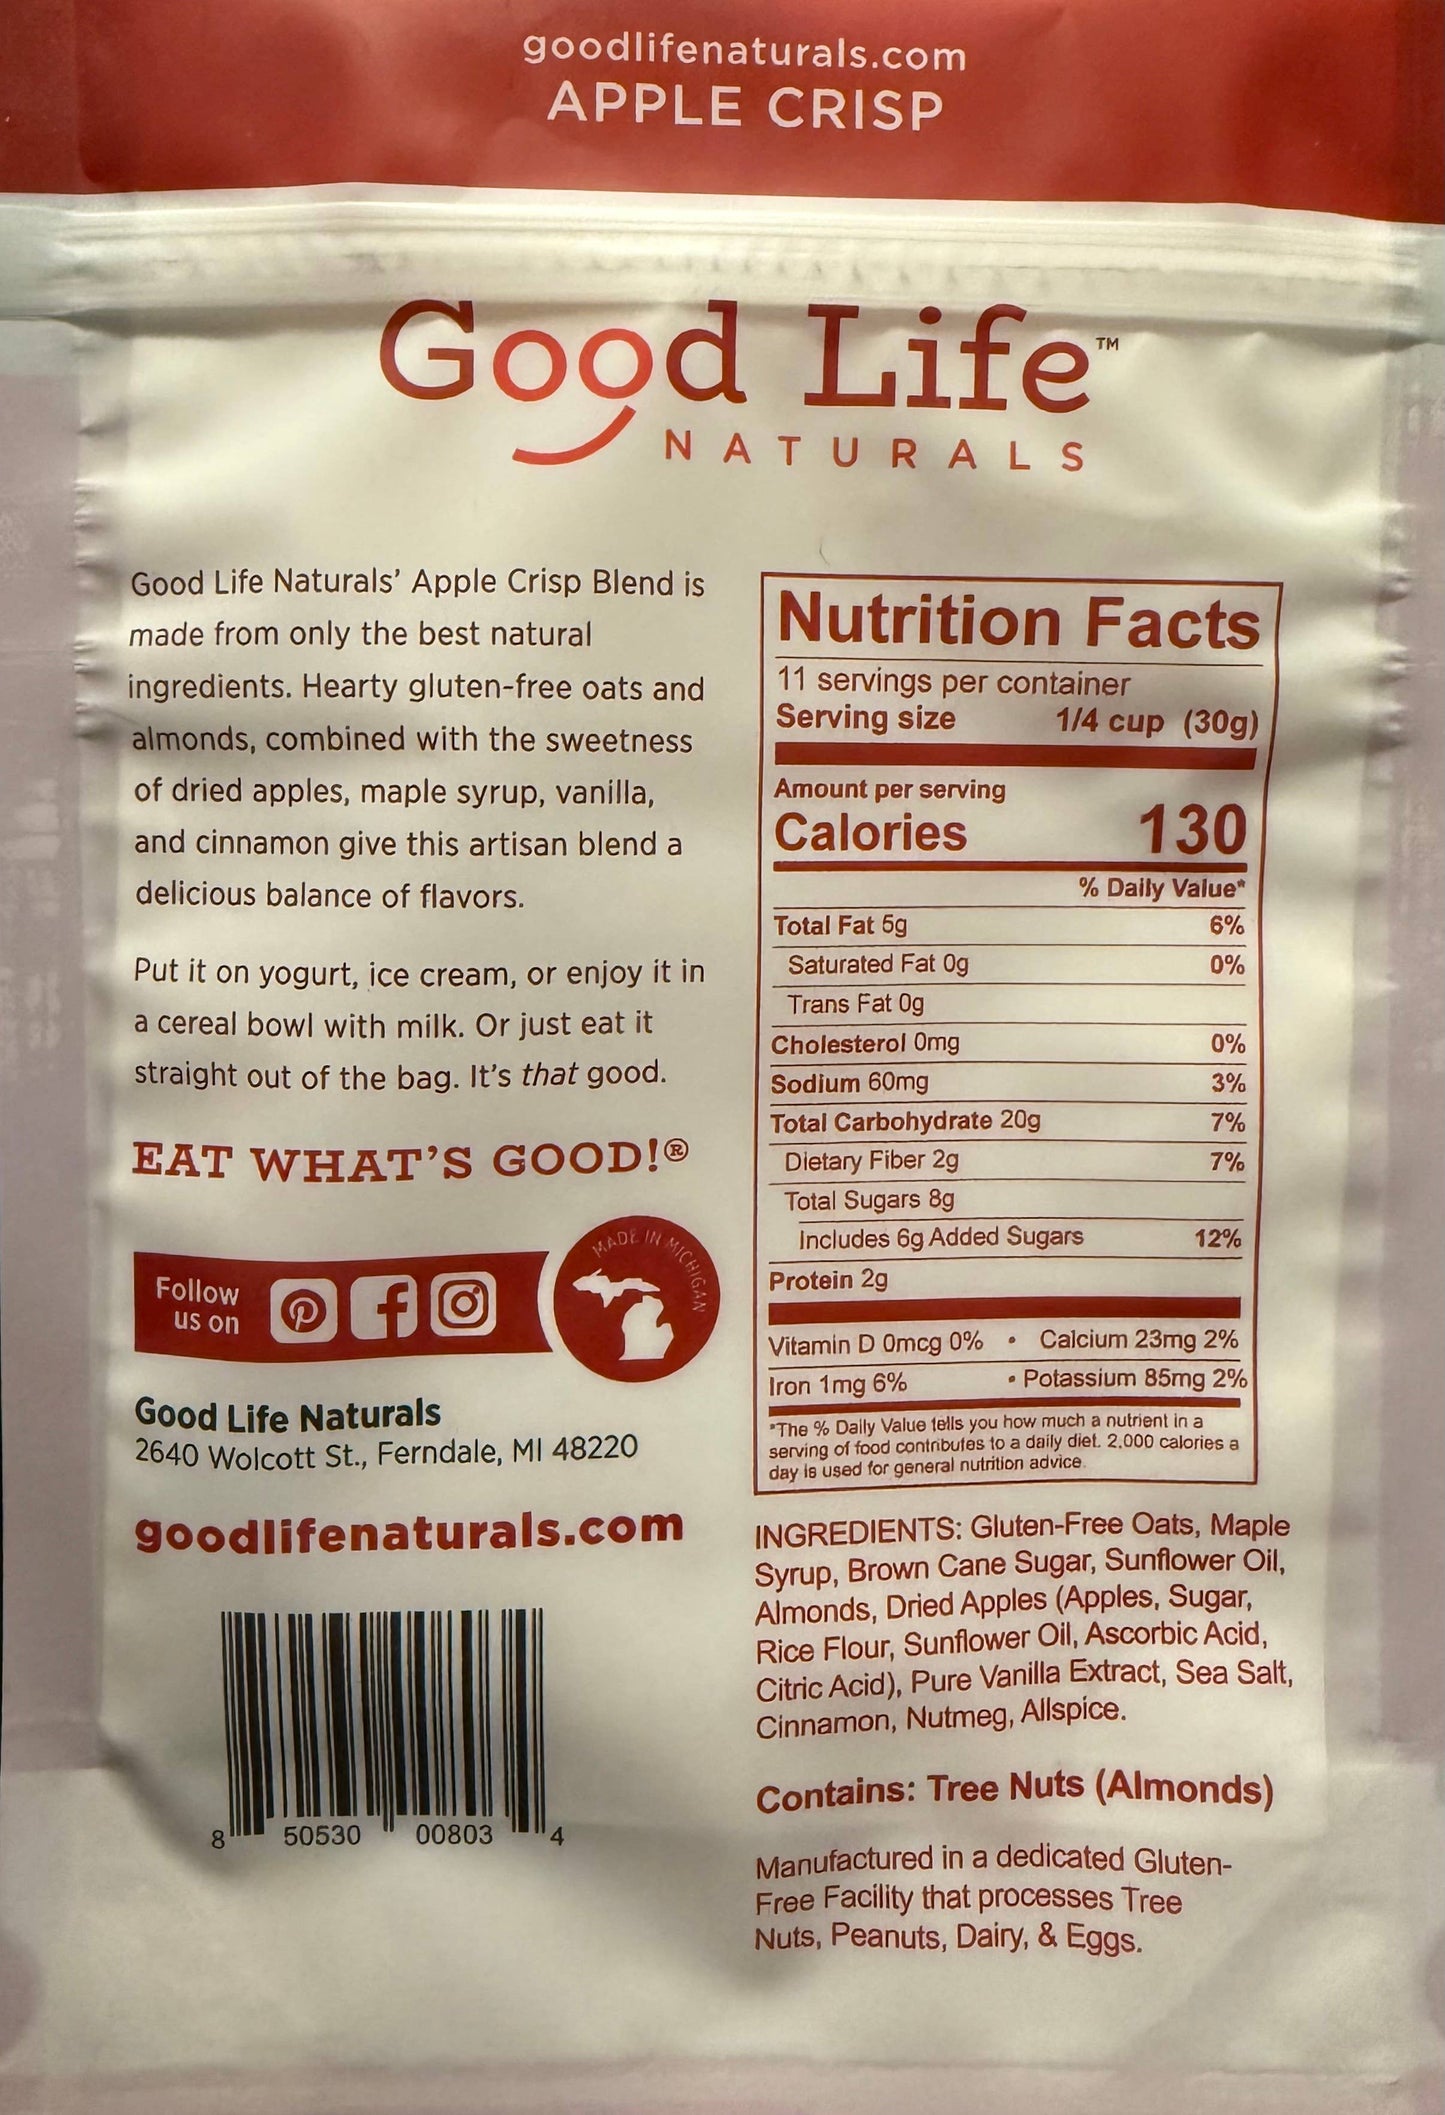 goodlifenaturals.com
APPLE CRISP
Good Life™
NATURALS
Good Life Naturals’ Apple Crisp Blend is
made from only the best natural
ingredients. Hearty gluten-free oats and
almonds, combined with the sweetness
of dried apples, maple syrup, vanilla,
and cinnamon give this artisan blend a
delicious balance of flavors.
Put it on yogurt, ice cream, or enjoy it in
a cereal bowl with milk. Or just eat it
straight out of the bag. It’s that good.
EAT WHAT’S GOOD!®
Follow
us on
MADE IN MICHIGAN
Good Life Naturals
2640 Wolcott St., Ferndale, MI 48220
goodlifenaturals.com
8 50530 00803 4
Nutrition Facts
11 servings per container
Serving size 1/4 cup (30g)
Amount per serving
Calories 130
% Daily Value*
Total Fat 5g 6%
Saturated Fat 0g 0%
Trans Fat 0g
Cholesterol 0mg 0%
Sodium 60mg 3%
Total Carbohydrate 20g 7%
Dietary Fiber 2g 7%
Total Sugars 8g
Includes 6g Added Sugars 12%
Protein 2g
Vitamin D 0mcg 0% • Calcium 23mg 2%
Iron 1mg 6% • Potassium 85mg 2%
*The % Daily Value tells you how much a nutrient in a
serving of food contributes to a daily diet. 2,000 calories a
day is used for general nutrition advice.
INGREDIENTS: Gluten-Free Oats, Maple
Syrup, Brown Cane Sugar, Sunflower Oil,
Almonds, Dried Apples (Apples, Sugar,
Rice Flour, Sunflower Oil, Ascorbic Acid,
Citric Acid), Pure Vanilla Extract, Sea Salt,
Cinnamon, Nutmeg, Allspice.
Contains: Tree Nuts (Almonds)
Manufactured in a dedicated Gluten-
Free Facility that processes Tree
Nuts, Peanuts, Dairy, & Eggs.